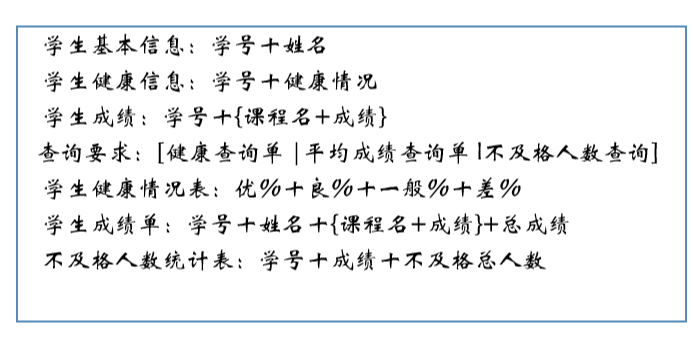 学生基本信息：学号+姓名
学生健康信息：学号+健康情况
学生成绩：学号+{课程名+成绩}
查询要求：[健康查询单|平均成绩查询单|不及格人数查询]
学生健康情况表：优%+良%+一般%+差%
学生成绩单：学号+姓名+{课程名+成绩}+总成绩
不及格人数统计表：学号+成绩+不及格总人数